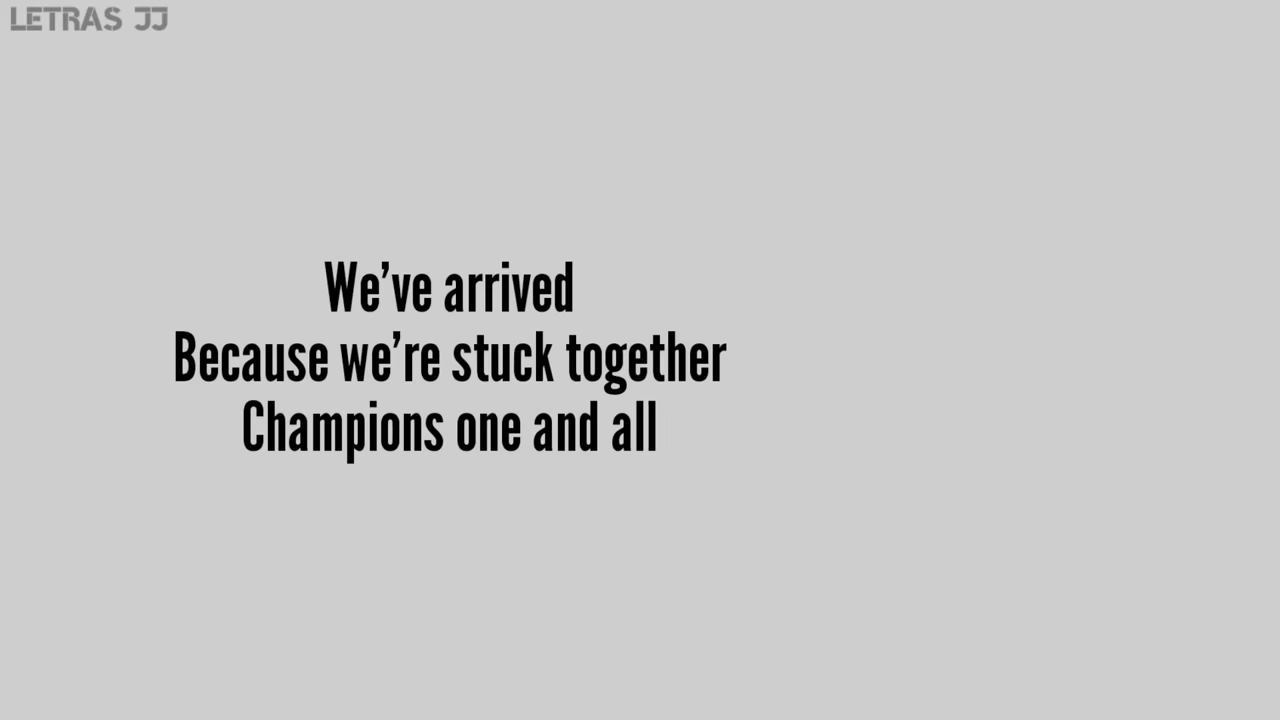 LETRAS JJ
We’ve arrived
Because we’re stuck together
Champions one and all